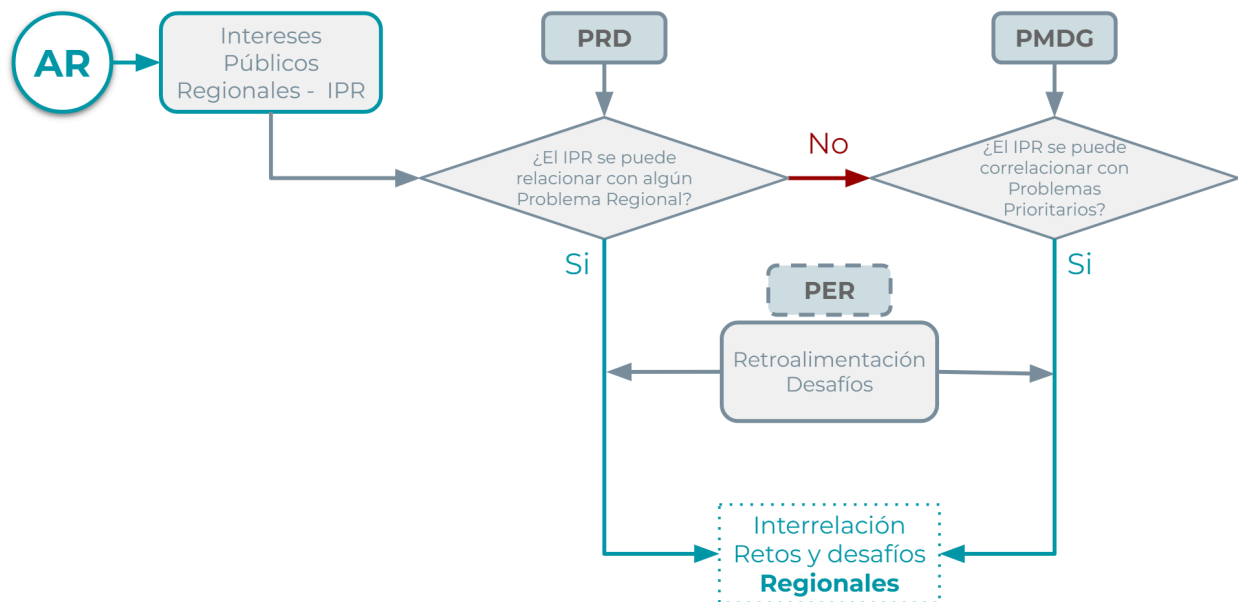 AR
Intereses
Públicos
Regionales - IPR
PRD
PMDG
¿El IPR se puede
relacionar con algún
Problema Regional?
No
¿El IPR se puede
correlacionar con
Problemas
Prioritarios?
Si
Si
PER
Retroalimentación
Desafíos
Interrelación
Retos y desafíos
Regionales